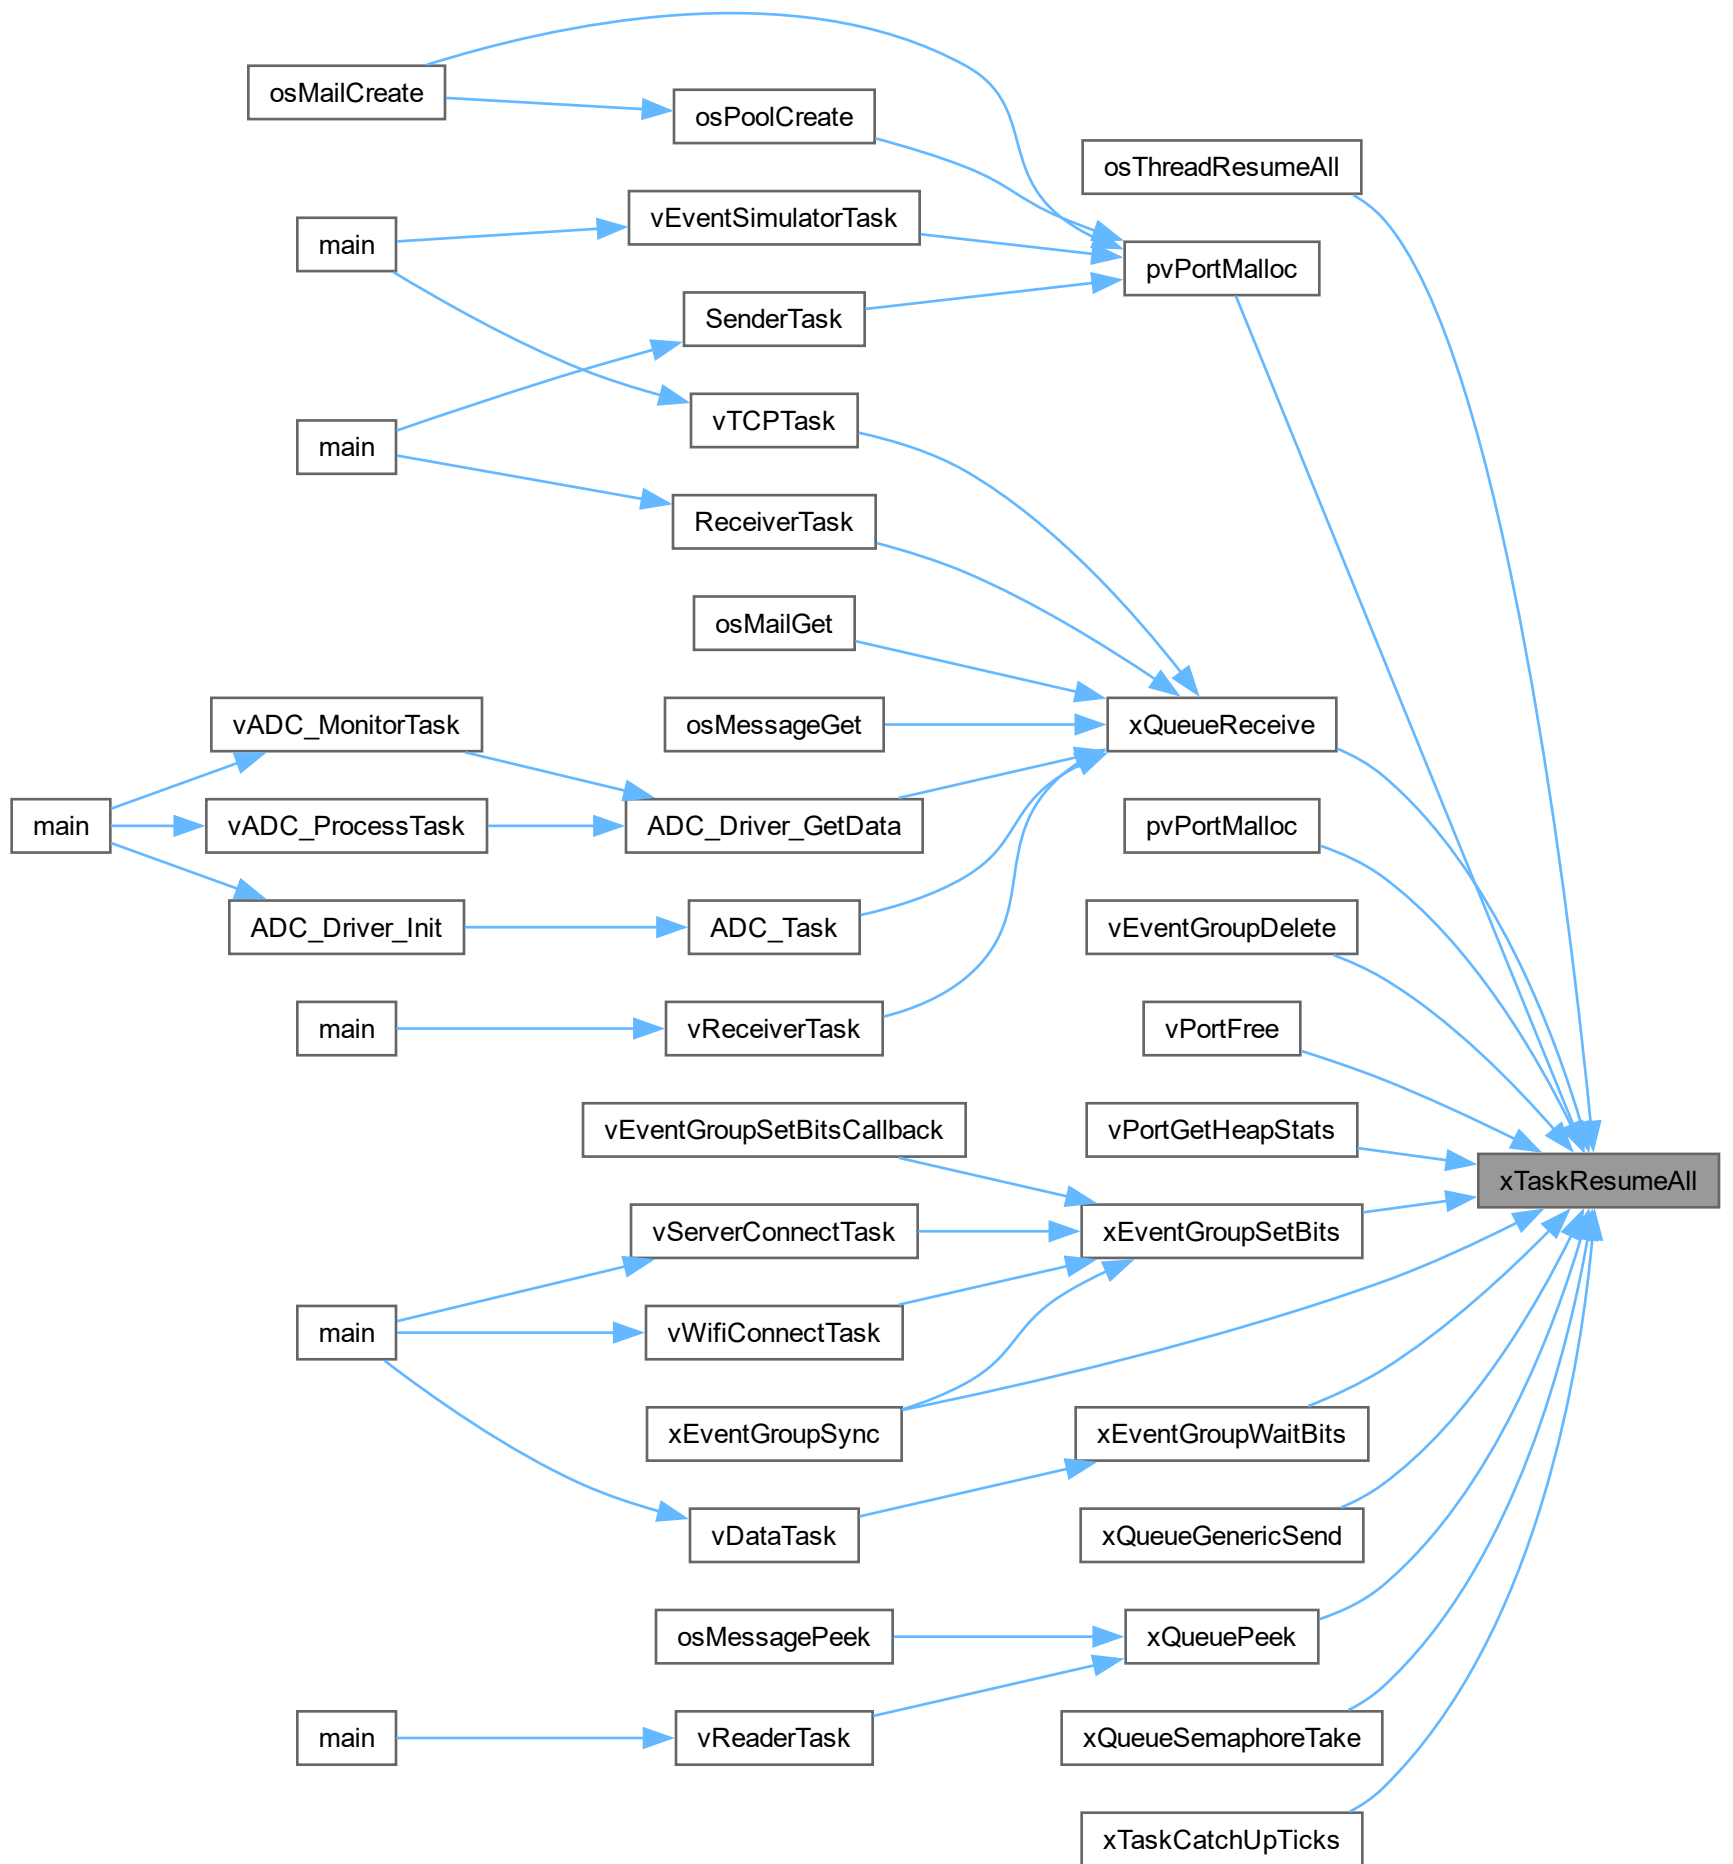 osMailCreate
osPoolCreate
osThreadResumeAll
vEventSimulatorTask
main
pvPortMalloc
SenderTask
vTCPTask
main
ReceiverTask
osMailGet
vADC_MonitorTask
osMessageGet
xQueueReceive
main
vADC_ProcessTask
ADC_Driver_GetData
pvPortMalloc
ADC_Driver_Init
ADC_Task
vEventGroupDelete
main
vReceiverTask
vPortFree
vEventGroupSetBitsCallback
vPortGetHeapStats
xTaskResumeAll
vServerConnectTask
xEventGroupSetBits
main
vWifiConnectTask
xEventGroupSync
xEventGroupWaitBits
vDataTask
xQueueGenericSend
osMessagePeek
xQueuePeek
main
vReaderTask
xQueueSemaphoreTake
xTaskCatchUpTicks